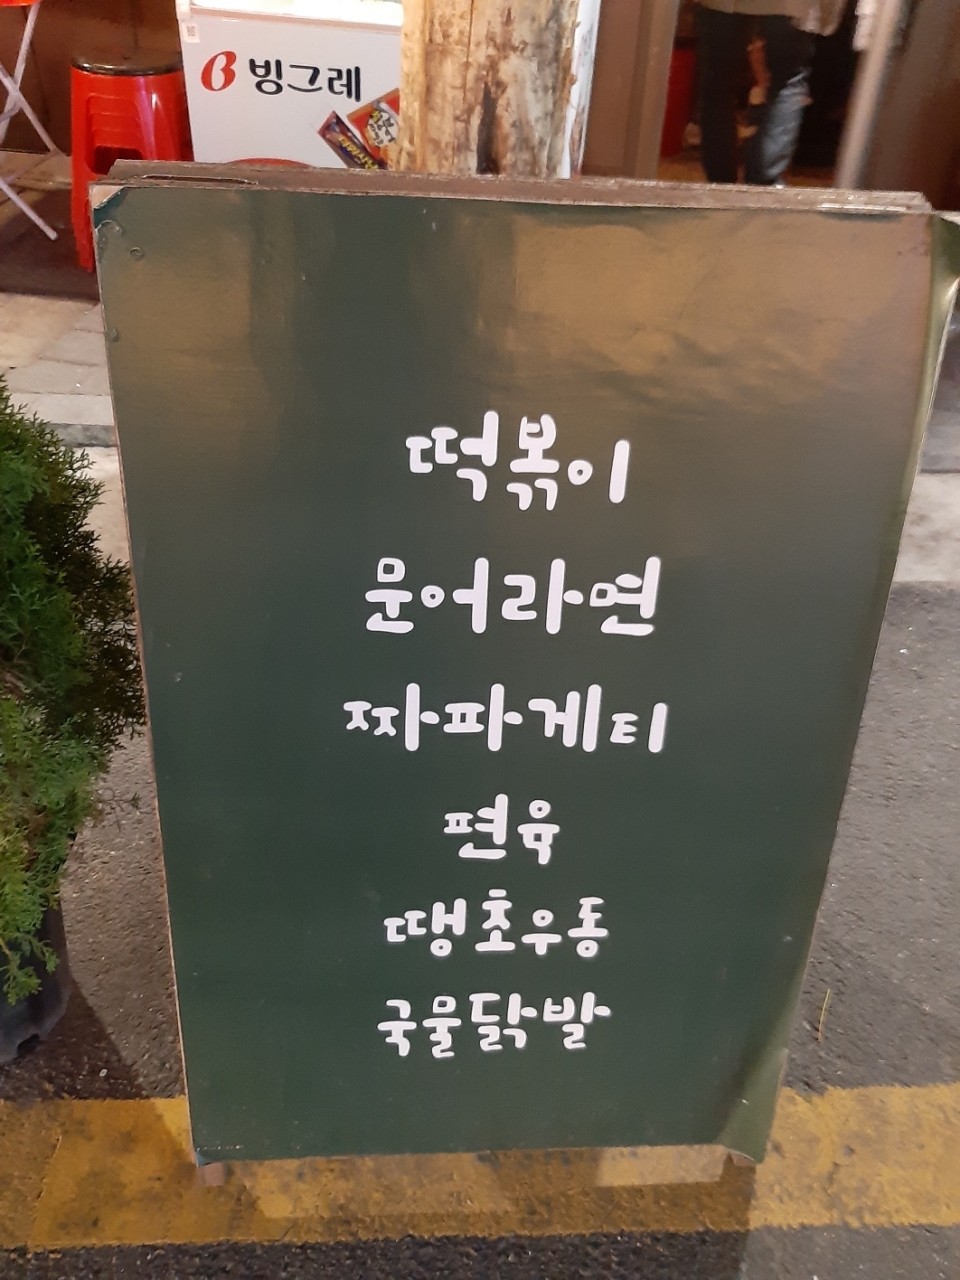 빙그레
떡볶이
문어라면
짜파게티
편육
땡초우동
국물닭발